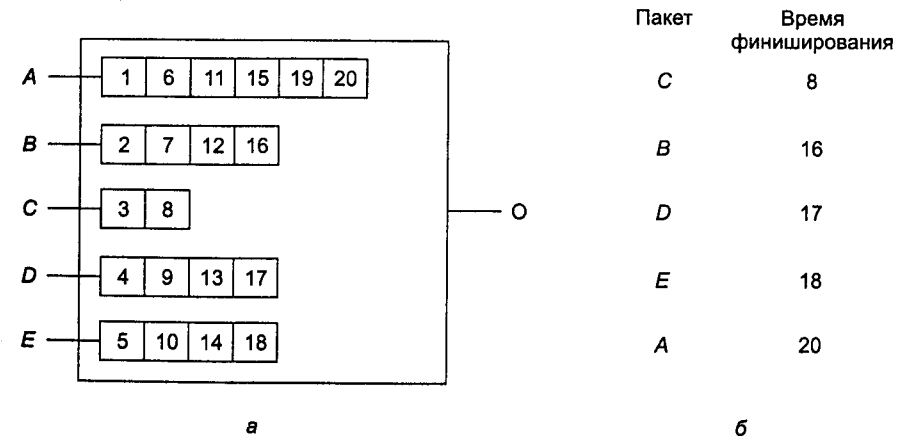 Пакет Время
финиширования
A 1 6 11 15 19 20
C 8
B 2 7 12 16
B 16
C 3 8
O
D 17
D 4 9 13 17
E 18
E 5 10 14 18
A 20
а
б